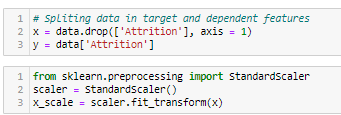 1 # Spliting data in target and dependent features
2 x = data.drop(['Attrition'], axis = 1)
3 y = data['Attrition']
1 from sklearn.preprocessing import StandardScaler
2 scaler = StandardScaler()
3 x_scale = scaler.fit_transform(x)